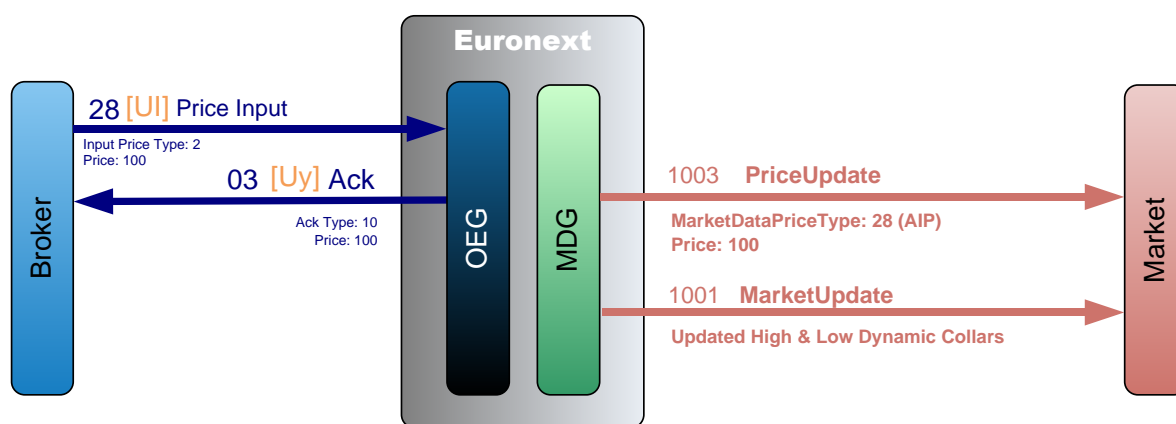 Euronext
Broker
28 [UI] Price Input
Input Price Type: 2
Price: 100
03 [Uy] Ack
Ack Type: 10
Price: 100
OEG
MDG
1003 PriceUpdate
MarketDataPriceType: 28 (AIP)
Price: 100
1001 MarketUpdate
Updated High & Low Dynamic Collars
Market